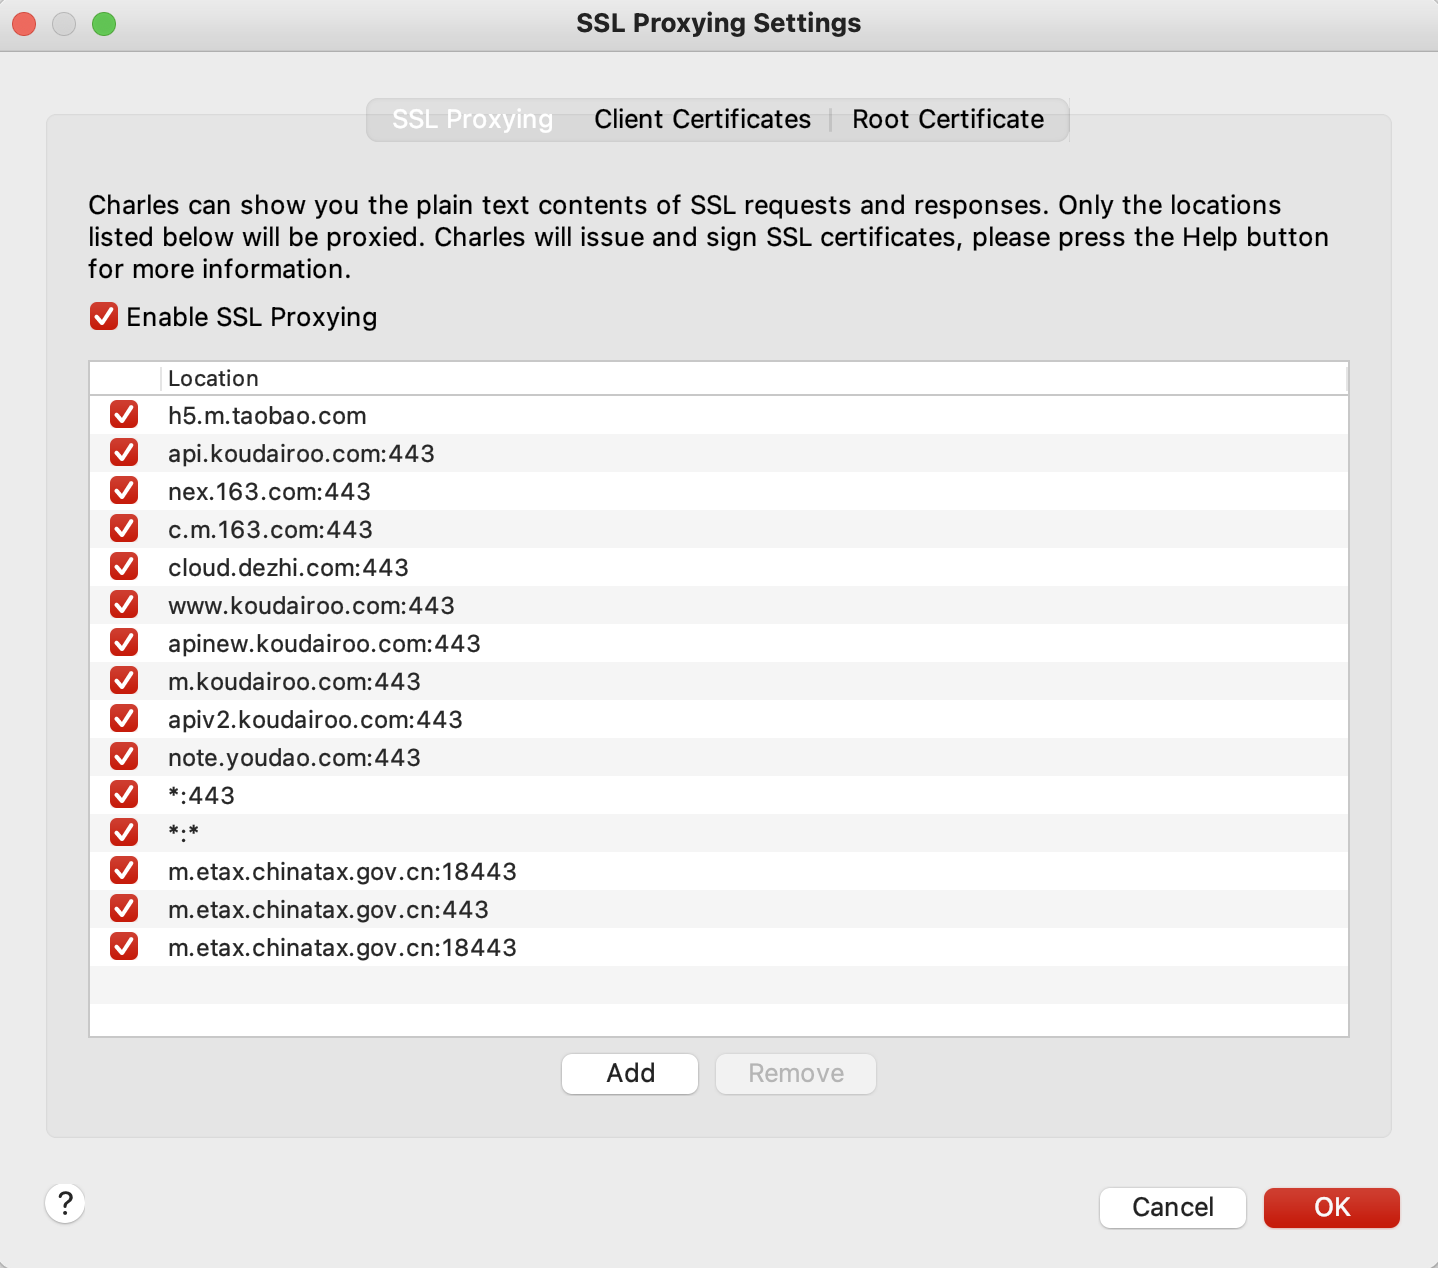 SSL Proxying Settings
SSL Proxying
Client Certificates
Root Certificate
Charles can show you the plain text contents of SSL requests and responses. Only the locations
listed below will be proxied. Charles will issue and sign SSL certificates, please press the Help button
for more information.
Enable SSL Proxying
Location
h5.m.taobao.com
api.koudairoo.com:443
nex.163.com:443
c.m.163.com:443
cloud.dezhi.com:443
www.koudairoo.com:443
apinew.koudairoo.com:443
m.koudairoo.com:443
apiv2.koudairoo.com:443
note.youdao.com:443
*:443
*:*
m.etax.chinatax.gov.cn:18443
m.etax.chinatax.gov.cn:443
m.etax.chinatax.gov.cn:18443
Add
Remove
?
Cancel
OK